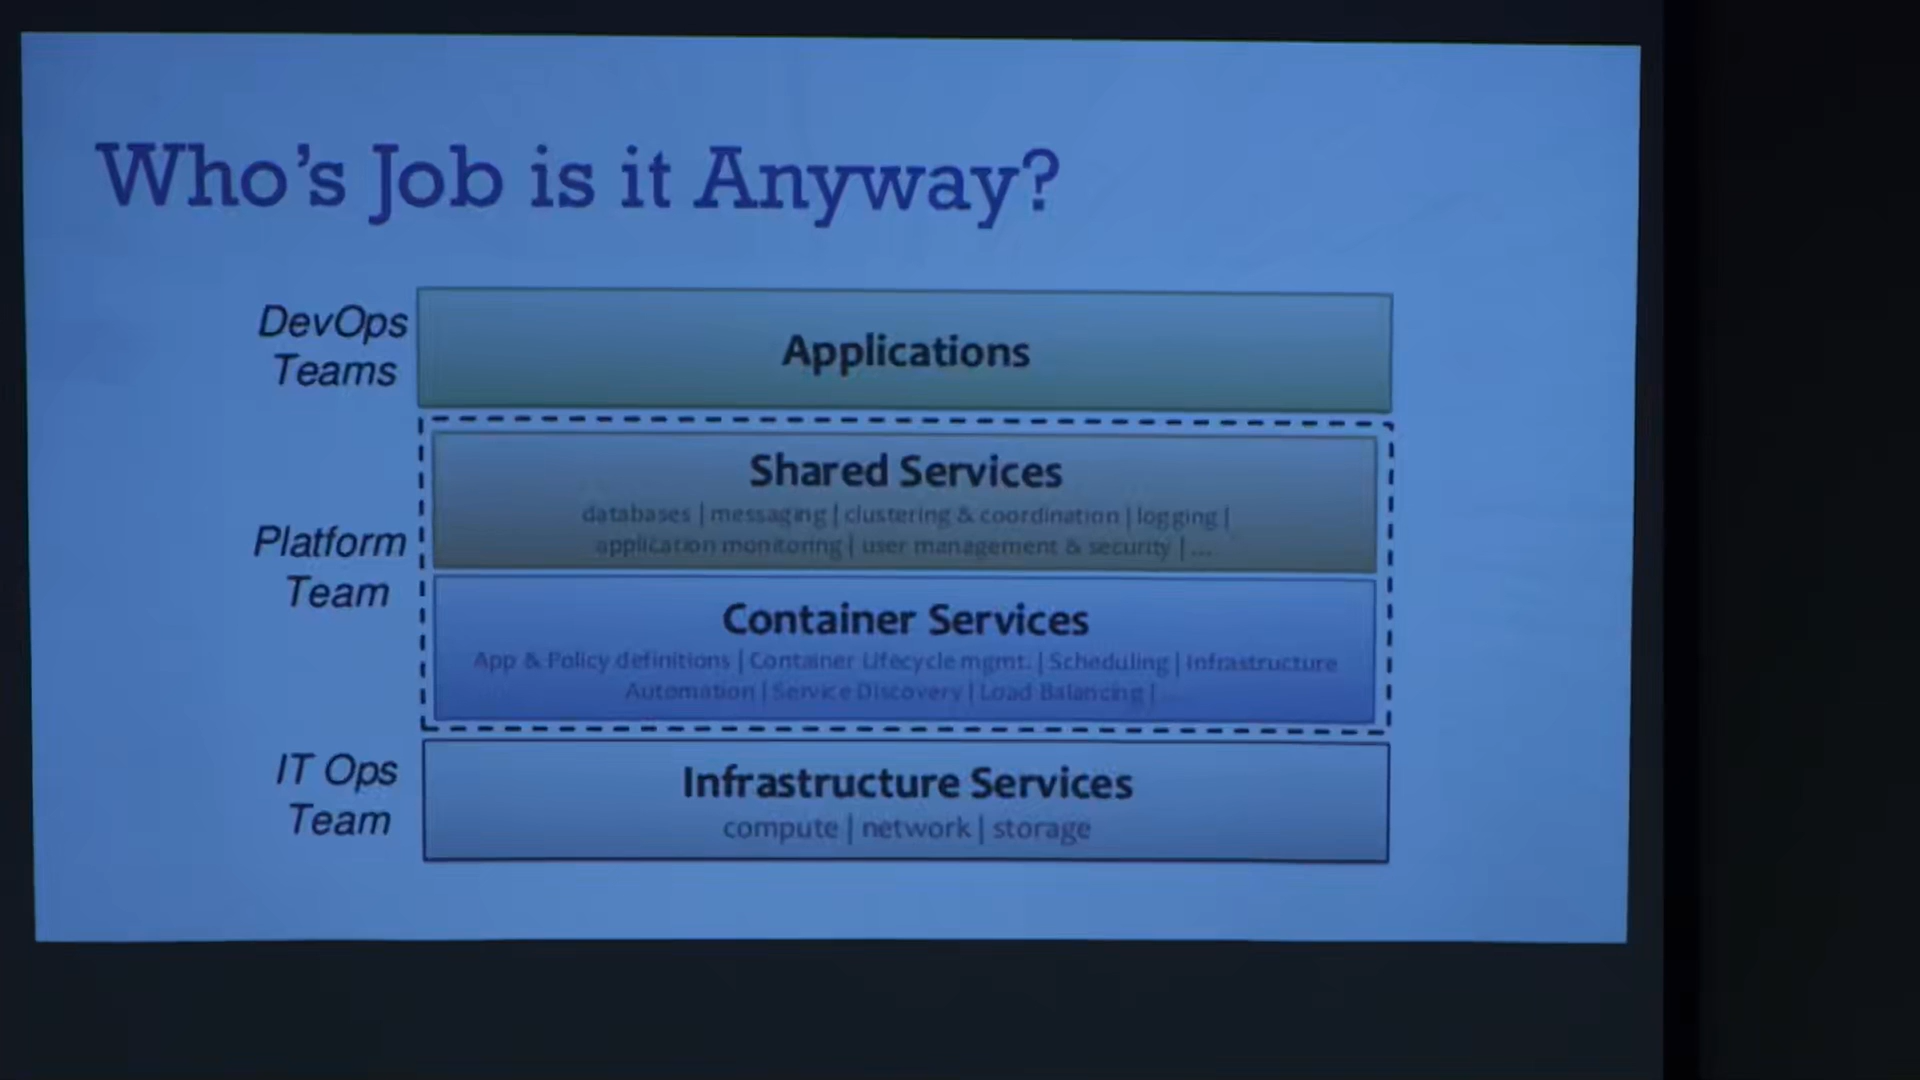 Who's Job is it Anyway?
DevOps
Teams
Applications
Platform
Team
Shared Services
databases | messaging | clustering & coordination | logging |
application monitoring | user management & security | ...
Container Services
App & Policy definitions | Container Lifecycle mgmt. | Scheduling | Infrastructure
Automation | Service Discovery | Load Balancing |
IT Ops
Team
Infrastructure Services
compute | network | storage